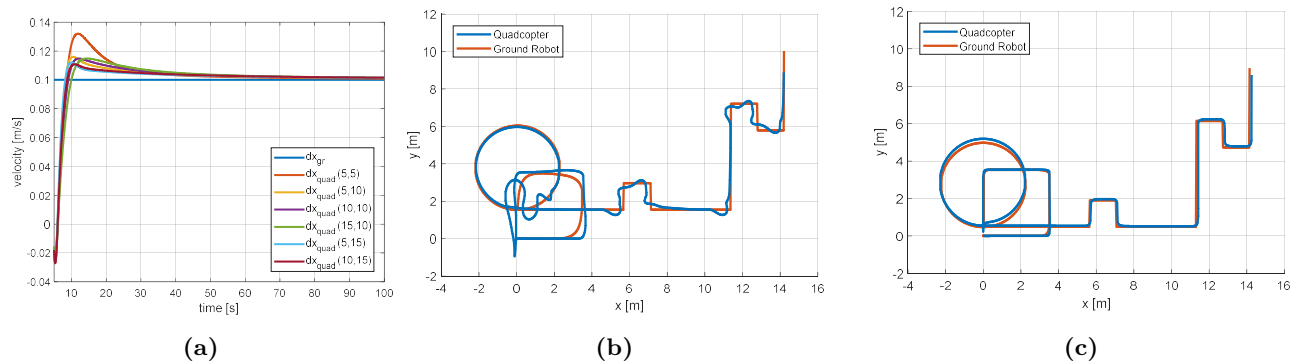 0.14
0.12
0.1
0.08
0.06
0.04
0.02
0
-0.02
-0.04
velocity [m/s]
10 20 30 40 50 60 70 80 90 100
time [s]
dx_gr
dx_quad (5,5)
dx_quad (5,10)
dx_quad (10,10)
dx_quad (15,10)
dx_quad (5,15)
dx_quad (10,15)
(a)
12
10
8
6
4
2
0
-2
y [m]
-4 -2 0 2 4 6 8 10 12 14 16
x [m]
Quadcopter
Ground Robot
(b)
12
10
8
6
4
2
0
-2
y [m]
-4 -2 0 2 4 6 8 10 12 14 16
x [m]
Quadcopter
Ground Robot
(c)